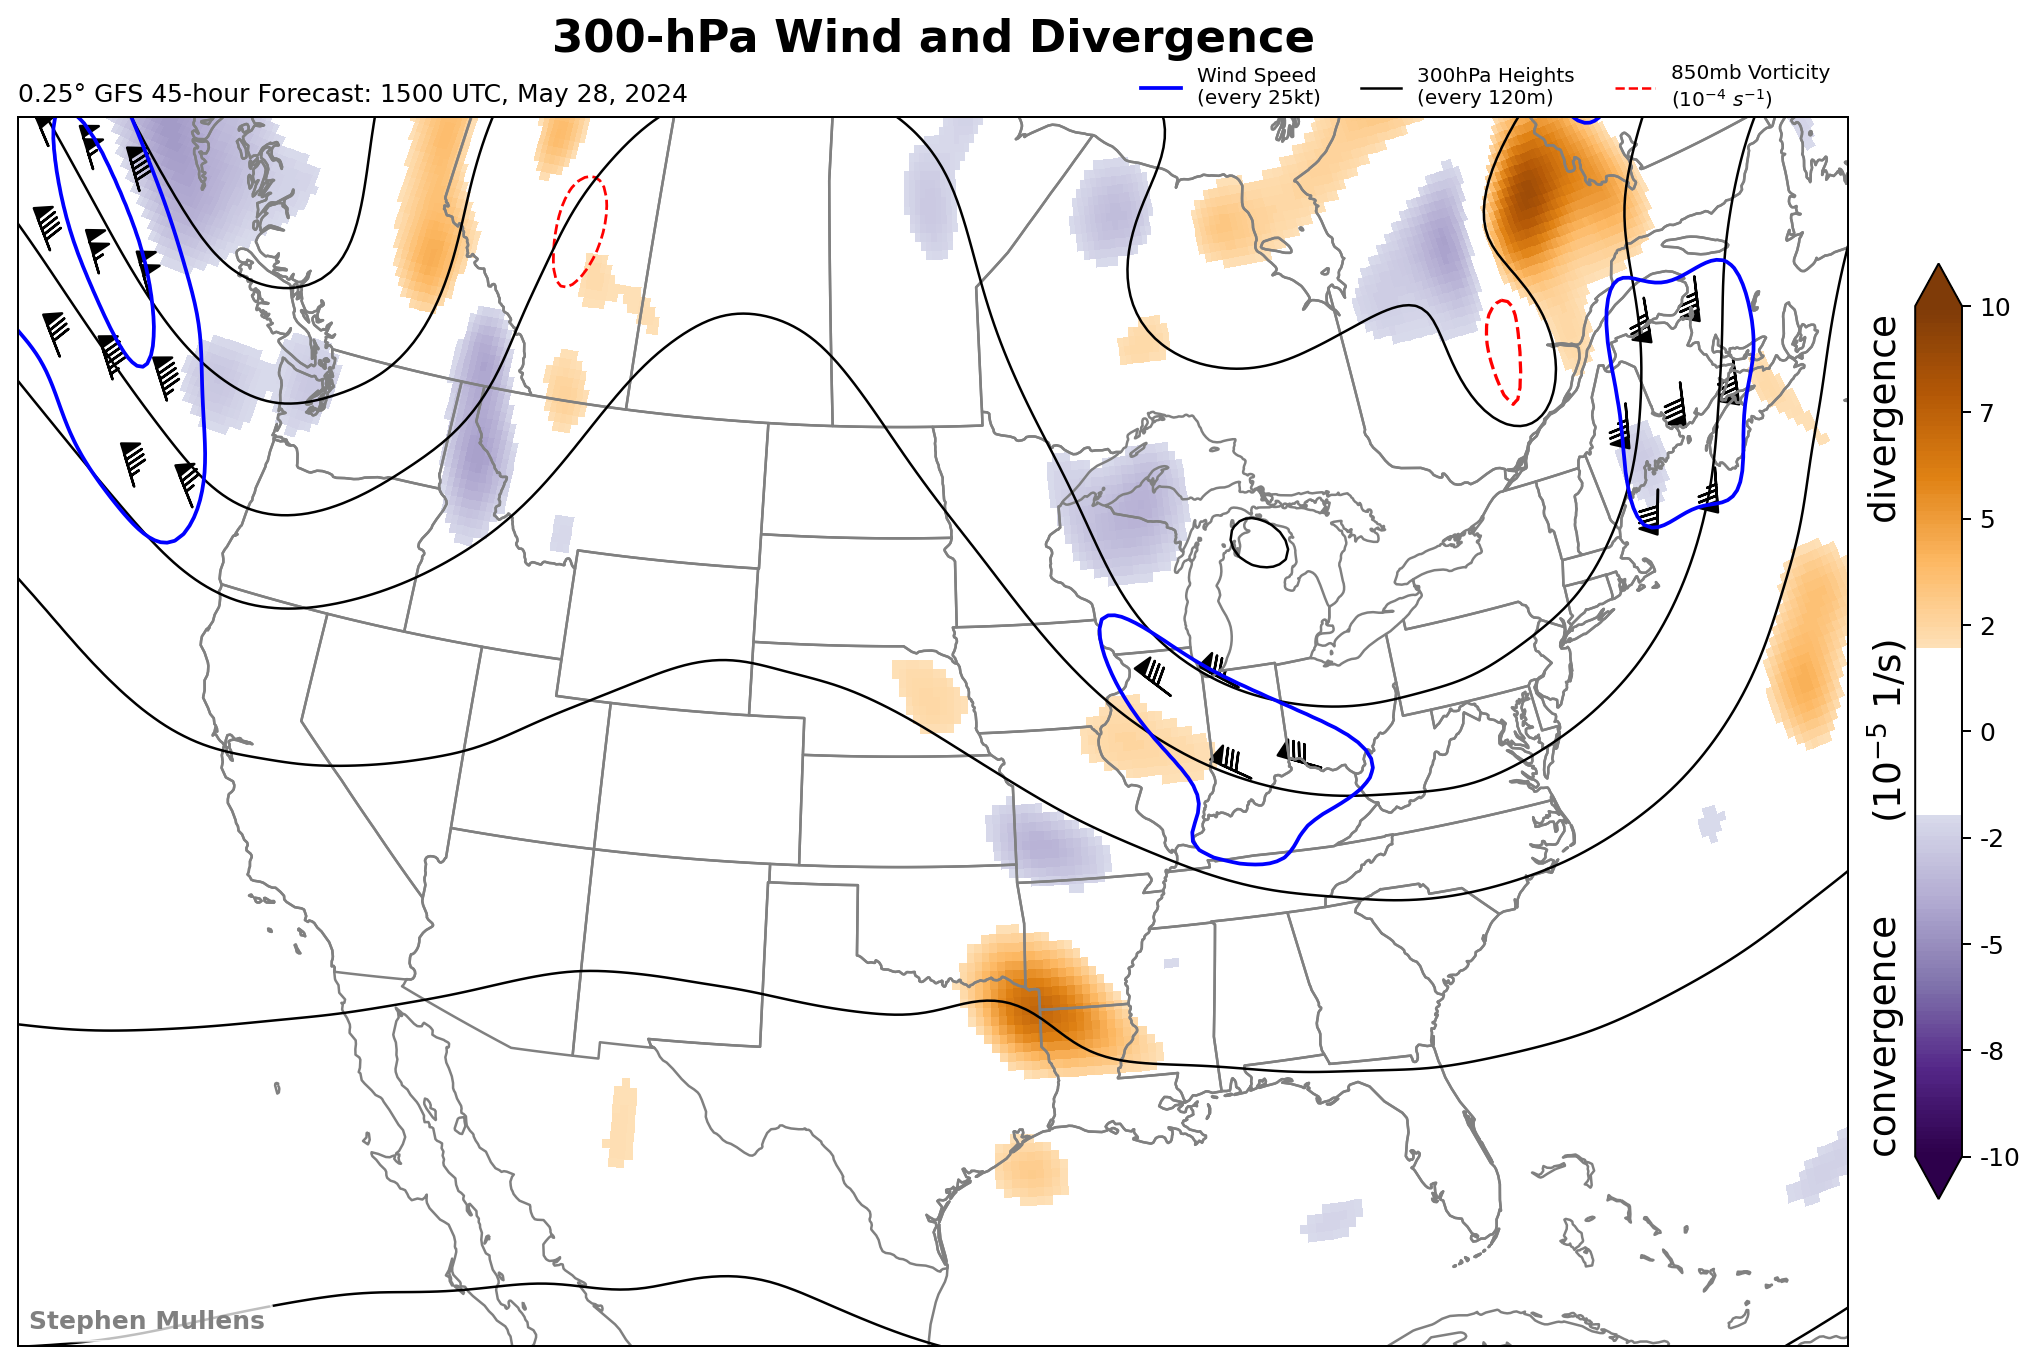 300-hPa Wind and Divergence
0.25° GFS 45-hour Forecast: 1500 UTC, May 28, 2024
Wind Speed
(every 25kt)
300hPa Heights
(every 120m)
850mb Vorticity
(10⁻⁴ s⁻¹)
10
7
5
2
0
-2
-5
-8
-10
convergence (10⁻⁵ 1/s) divergence
Stephen Mullens